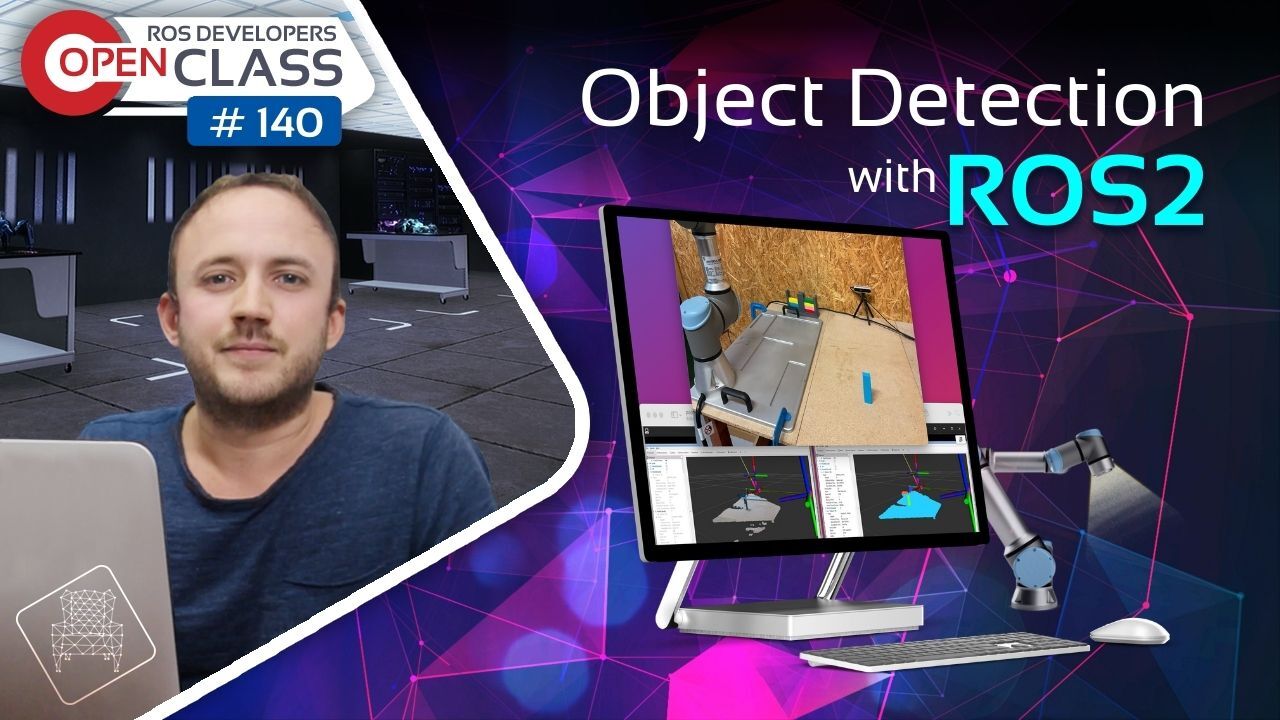 ROS DEVELOPERS
OPEN CLASS
# 140
Object Detection
with ROS2